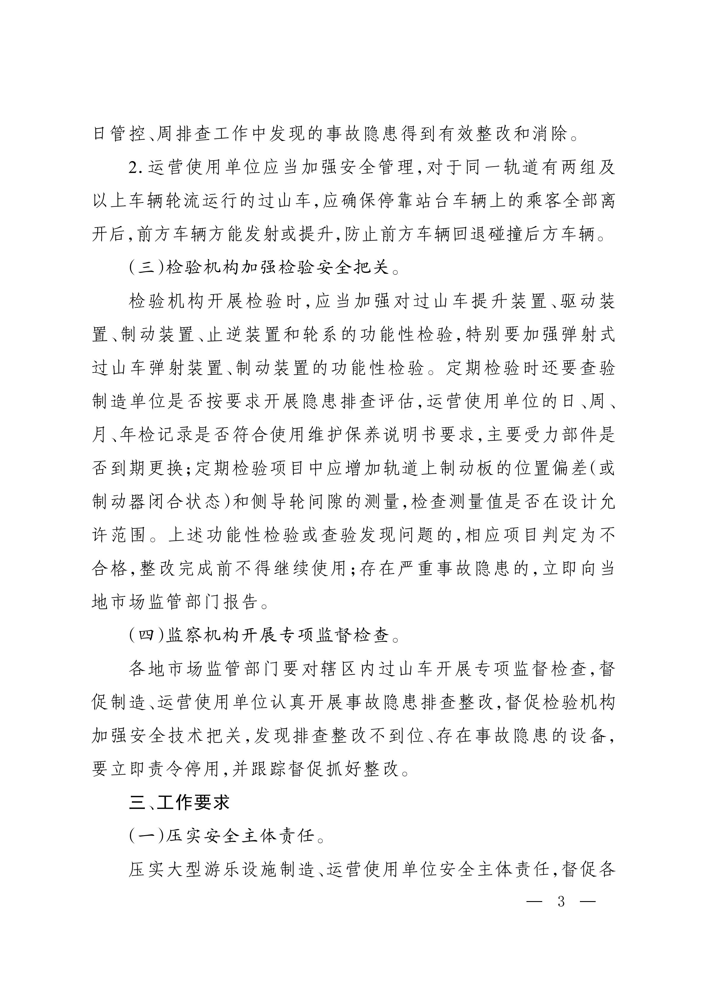 日管控、周排查工作中发现的事故隐患得到有效整改和消除。
2. 运营使用单位应当加强安全管理,对于同一轨道有两组及
以上车辆轮流运行的过山车,应确保停靠站台车辆上的乘客全部离
开后,前方车辆方能发射或提升,防止前方车辆回退碰撞后方车辆。
(三)检验机构加强检验安全把关。
检验机构开展检验时,应当加强对过山车提升装置、驱动装
置、制动装置、止逆装置和轮系的功能性检验,特别要加强弹射式
过山车弹射装置、制动装置的功能性检验。定期检验时还要查验
制造单位是否按要求开展隐患排查评估,运营使用单位的日、周、
月、年检记录是否符合使用维护保养说明书要求,主要受力部件是
否到期更换;定期检验项目中应增加轨道上制动板的位置偏差(或
制动器闭合状态)和侧导轮间隙的测量,检查测量值是否在设计允
许范围。上述功能性检验或查验发现问题的,相应项目判定为不
合格,整改完成前不得继续使用;存在严重事故隐患的,立即向当
地市场监管部门报告。
(四)监察机构开展专项监督检查。
各地市场监管部门要对辖区内过山车开展专项监督检查,督
促制造、运营使用单位认真开展事故隐患排查整改,督促检验机构
加强安全技术把关,发现排查整改不到位、存在事故隐患的设备,
要立即责令停用,并跟踪督促抓好整改。
三、工作要求
(一)压实安全主体责任。
压实大型游乐设施制造、运营使用单位安全主体责任,督促各
— 3 —